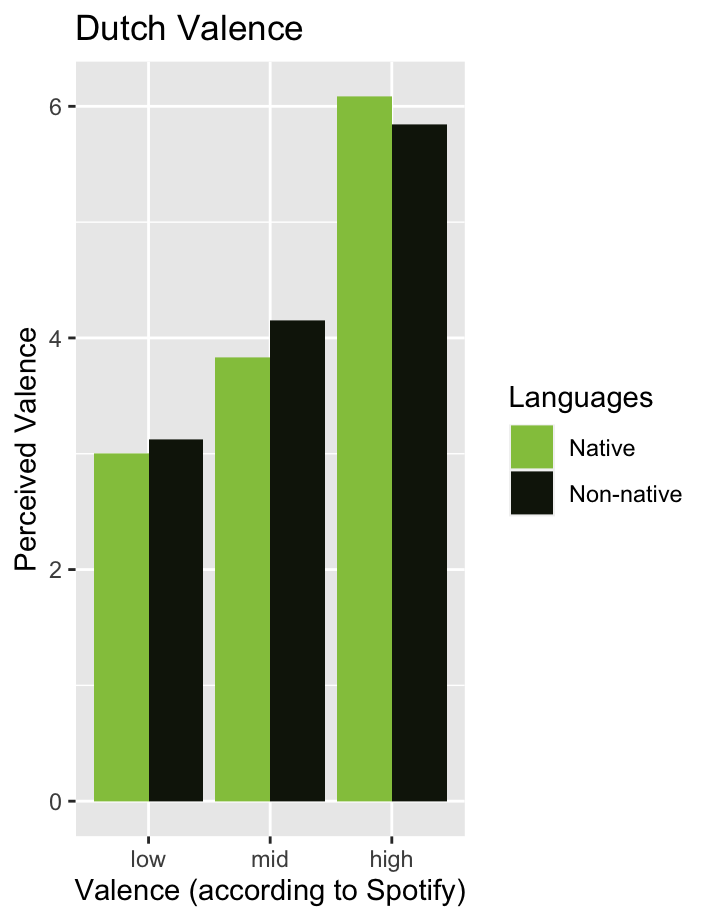 Dutch Valence
Perceived Valence
6
4
2
0
low mid high
Valence (according to Spotify)
Languages
Native
Non-native